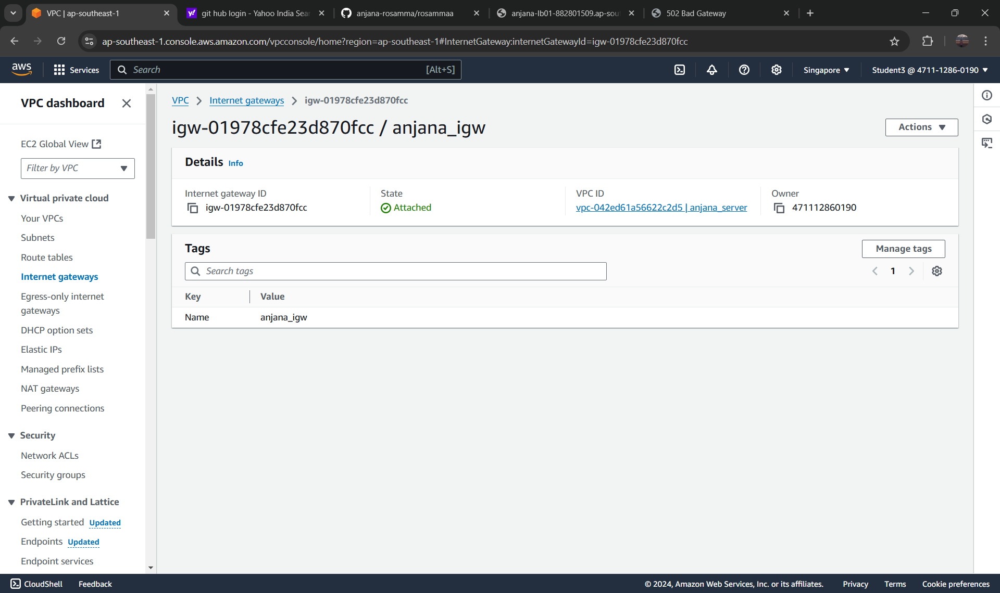 VPC | ap-southeast-1
git hub login - Yahoo India Sear
anjana-rosamma/rosammaa
anjana-lb01-882801509.ap-sou
502 Bad Gateway
ap-southeast-1.console.aws.amazon.com/vpcconsole/home?region=ap-southeast-1#InternetGateway:internetGatewayId=igw-01978cfe23d870fcc
aws
Services
Search
[Alt+S]
Singapore
Student3 @ 4711-1286-0190
VPC dashboard
EC2 Global View
Filter by VPC
Virtual private cloud
Your VPCs
Subnets
Route tables
Internet gateways
Egress-only internet
gateways
DHCP option sets
Elastic IPs
Managed prefix lists
NAT gateways
Peering connections
Security
Network ACLs
Security groups
PrivateLink and Lattice
Getting started Updated
Endpoints Updated
Endpoint services
VPC > Internet gateways > igw-01978cfe23d870fcc
igw-01978cfe23d870fcc / anjana_igw
Actions
Details Info
Internet gateway ID
igw-01978cfe23d870fcc
State
Attached
VPC ID
vpc-042ed61a56622c2d5 | anjana_server
Owner
471112860190
Tags
Manage tags
Search tags
1
Key
Value
Name
anjana_igw
CloudShell
Feedback
© 2024, Amazon Web Services, Inc. or its affiliates.
Privacy
Terms
Cookie preferences